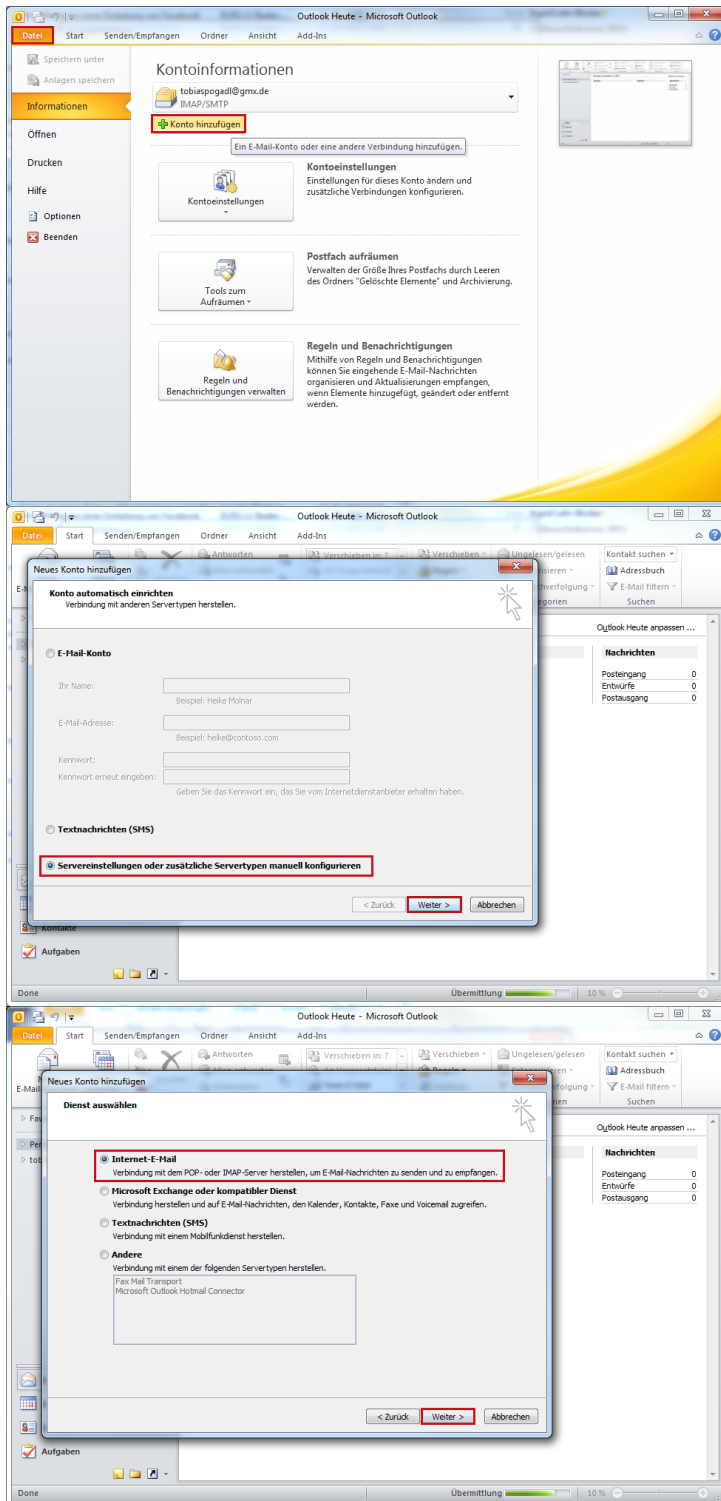 Outlook Heute - Microsoft Outlook
Datei Start Senden/Empfangen Ordner Ansicht Add-Ins
Speichern unter
Anlagen speichern
Informationen
Öffnen
Drucken
Hilfe
Optionen
Beenden
Kontoinformationen
tobiaspogadl@gmx.de
IMAP/SMTP
Konto hinzufügen
Ein E-Mail-Konto oder eine andere Verbindung hinzufügen.
Kontoeinstellungen
Kontoeinstellungen
Einstellungen für dieses Konto ändern und
zusätzliche Verbindungen konfigurieren.
Tools zum
Aufräumen
Postfach aufräumen
Verwalten der Größe Ihres Postfachs durch Leeren
des Ordners "Gelöschte Elemente" und Archivierung.
Regeln und
Benachrichtigungen verwalten
Regeln und Benachrichtigungen
Mithilfe von Regeln und Benachrichtigungen
können Sie eingehende E-Mail-Nachrichten
organisieren und Aktualisierungen empfangen,
wenn Elemente hinzugefügt, geändert oder entfernt
werden.
Outlook Heute - Microsoft Outlook
Datei Start Senden/Empfangen Ordner Ansicht Add-Ins
Antworten Verschieben in: ? Verschieben Ungelesen/gelesen Kontakt suchen
Adressbuch
E-Mail filtern
Suchen
Neues Konto hinzufügen
Konto automatisch einrichten
Verbindung mit anderen Servertypen herstellen.
E-Mail-Konto
Ihr Name:
Beispiel: Heike Molnar
E-Mail-Adresse:
Beispiel: heike@contoso.com
Kennwort:
Kennwort erneut eingeben:
Geben Sie das Kennwort ein, das Sie vom Internetdienstanbieter erhalten haben.
Textnachrichten (SMS)
Servereinstellungen oder zusätzliche Servertypen manuell konfigurieren
< Zurück Weiter > Abbrechen
Outlook Heute anpassen ...
Nachrichten
Posteingang 0
Entwürfe 0
Postausgang 0
Kontakte
Aufgaben
Done Übermittlung 10 %
Outlook Heute - Microsoft Outlook
Datei Start Senden/Empfangen Ordner Ansicht Add-Ins
Antworten Verschieben in: ? Verschieben Ungelesen/gelesen Kontakt suchen
Adressbuch
E-Mail filtern
Suchen
Neues Konto hinzufügen
Dienst auswählen
Internet-E-Mail
Verbindung mit dem POP- oder IMAP-Server herstellen, um E-Mail-Nachrichten zu senden und zu empfangen.
Microsoft Exchange oder kompatibler Dienst
Verbindung herstellen und auf E-Mail-Nachrichten, den Kalender, Kontakte, Faxe und Voicemail zugreifen.
Textnachrichten (SMS)
Verbindung mit einem Mobilfunkdienst herstellen.
Andere
Verbindung mit einem der folgenden Servertypen herstellen.
Fax Mail Transport
Microsoft Outlook Hotmail Connector
< Zurück Weiter > Abbrechen
Outlook Heute anpassen ...
Nachrichten
Posteingang 0
Entwürfe 0
Postausgang 0
Aufgaben
Done Übermittlung 10 %